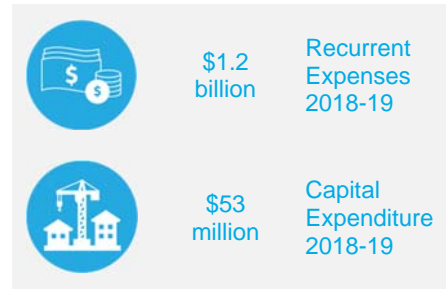 $1.2
billion
Recurrent
Expenses
2018-19
$53
million
Capital
Expenditure
2018-19